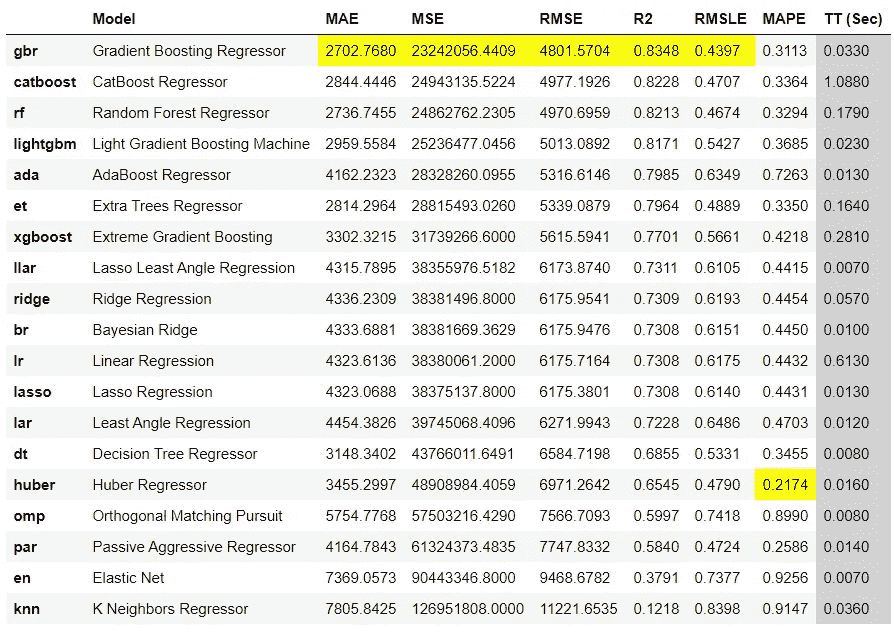 Model MAE MSE RMSE R2 RMSLE MAPE TT (Sec)
gbr Gradient Boosting Regressor 2702.7680 23242056.4409 4801.5704 0.8348 0.4397 0.3113 0.0330
catboost CatBoost Regressor 2844.4446 24943135.5224 4977.1926 0.8228 0.4707 0.3364 1.0880
rf Random Forest Regressor 2736.7455 24862762.2305 4970.6959 0.8213 0.4674 0.3294 0.1790
lightgbm Light Gradient Boosting Machine 2959.5584 25236477.0456 5013.0892 0.8171 0.5427 0.3685 0.0230
ada AdaBoost Regressor 4162.2323 28328260.0955 5316.6146 0.7985 0.6349 0.7263 0.0130
et Extra Trees Regressor 2814.2964 28815493.0260 5339.0879 0.7964 0.4889 0.3350 0.1640
xgboost Extreme Gradient Boosting 3302.3215 31739266.6000 5615.5941 0.7701 0.5661 0.4218 0.2810
llar Lasso Least Angle Regression 4315.7895 38355976.5182 6173.8740 0.7311 0.6105 0.4415 0.0070
ridge Ridge Regression 4336.2309 38381496.8000 6175.9541 0.7309 0.6193 0.4454 0.0570
br Bayesian Ridge 4333.6881 38381669.3629 6175.9476 0.7308 0.6151 0.4450 0.0100
lr Linear Regression 4323.6136 38380061.2000 6175.7164 0.7308 0.6175 0.4432 0.6130
lasso Lasso Regression 4323.0688 38375137.8000 6175.3801 0.7308 0.6140 0.4431 0.0130
lar Least Angle Regression 4454.3826 39745068.4096 6271.9943 0.7228 0.6486 0.4703 0.0120
dt Decision Tree Regressor 3148.3402 43766011.6491 6584.7198 0.6855 0.5331 0.3455 0.0080
huber Huber Regressor 3455.2997 48908984.4059 6971.2642 0.6545 0.4790 0.2174 0.0160
omp Orthogonal Matching Pursuit 5754.7768 57503216.4290 7566.7093 0.5997 0.7418 0.8990 0.0080
par Passive Aggressive Regressor 4164.7843 61324373.4835 7747.8332 0.5840 0.4724 0.2586 0.0140
en Elastic Net 7369.0573 90443346.8000 9468.6782 0.3791 0.7377 0.9256 0.0070
knn K Neighbors Regressor 7805.8425 126951808.0000 11221.6535 0.1218 0.8398 0.9147 0.0360